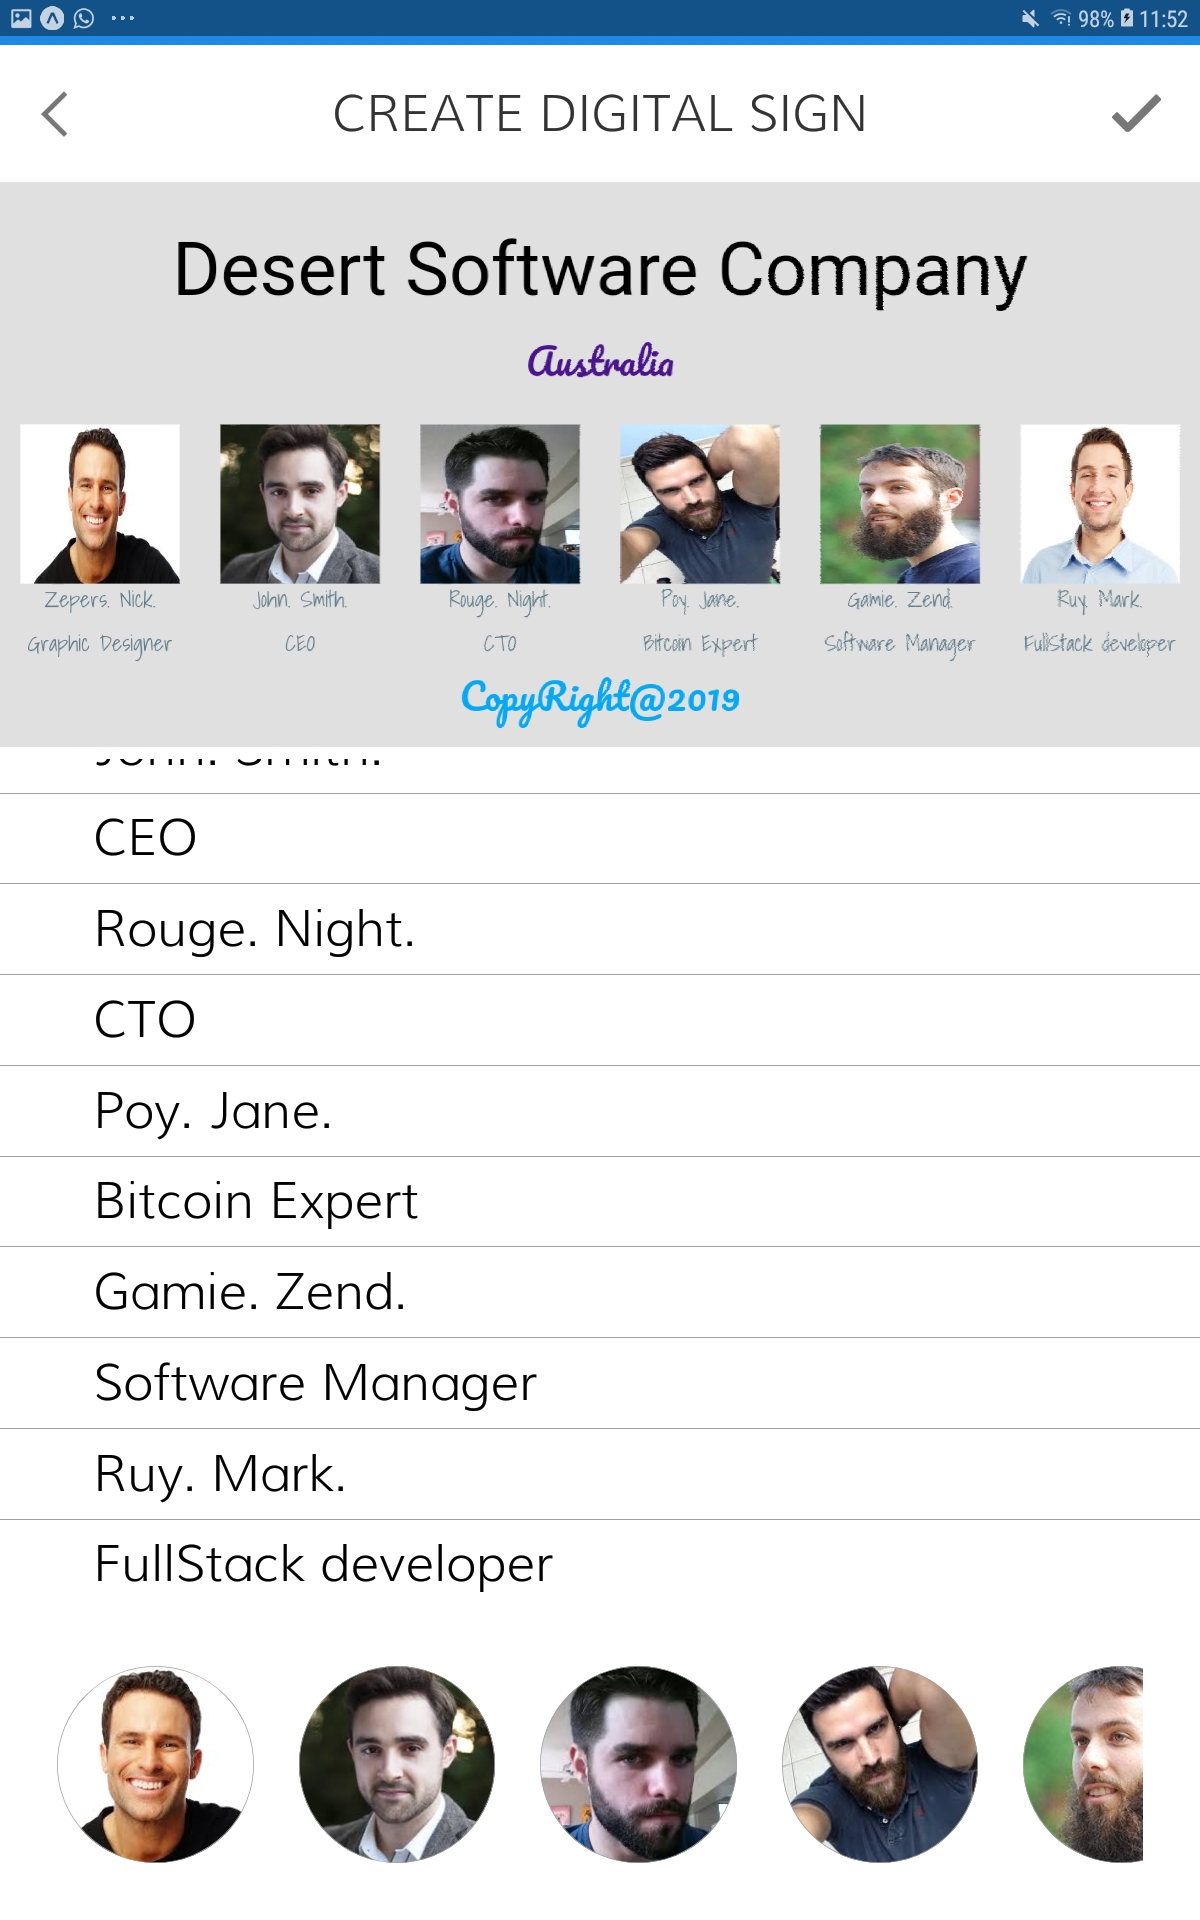 98% 11:52
CREATE DIGITAL SIGN
Desert Software Company
Australia
Zepers. Nick. John. Smith. Rouge. Night. Poy. Jane. Gamie. Zend. Ruy. Mark.
Graphic Designer CEO CTO Bitcoin Expert Software Manager FullStack developer
CopyRight@2019
John. Smith.
CEO
Rouge. Night.
CTO
Poy. Jane.
Bitcoin Expert
Gamie. Zend.
Software Manager
Ruy. Mark.
FullStack developer